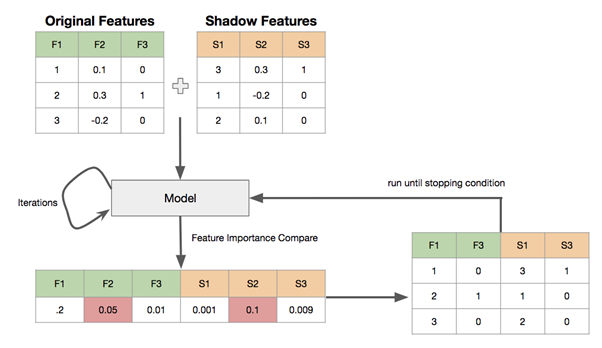 Original Features
Shadow Features
F1 F2 F3
S1 S2 S3
1 0.1 0
3 0.3 1
2 0.3 1
1 -0.2 0
3 -0.2 0
2 0.1 0
Model
Iterations
run until stopping condition
Feature Importance Compare
F1 F3 S1 S3
1 0 3 1
2 1 1 0
3 0 2 0
F1 F2 F3 S1 S2 S3
.2 0.05 0.01 0.001 0.1 0.009